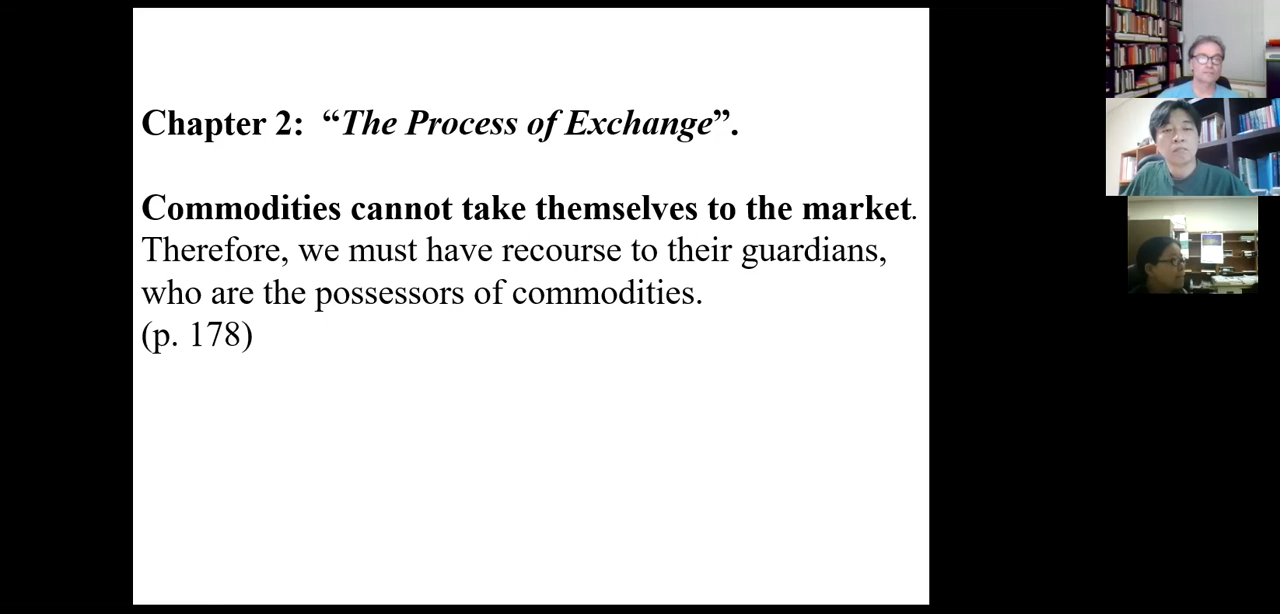 Chapter 2:  “The Process of Exchange”.
Commodities cannot take themselves to the market.
Therefore, we must have recourse to their guardians,
who are the possessors of commodities.
(p. 178)